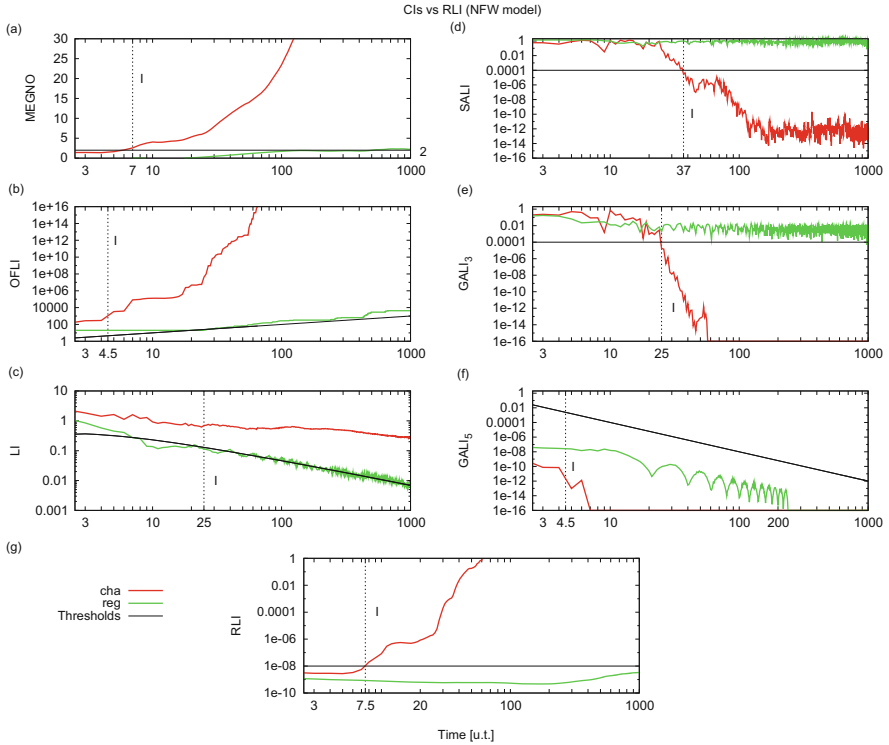 CIs vs RLI (NFW model)
(a)
MEGNO
30
25
20
15
10
5
0
I
2
3 7 10 100 1000
(b)
OFLI
1e+16
1e+14
1e+12
1e+10
1e+08
1e+06
10000
100
1
I
3 4.5 10 100 1000
(c)
LI
10
1
0.1
0.01
0.001
I
3 10 25 100 1000
(d)
SALI
1
0.01
0.0001
1e-06
1e-08
1e-10
1e-12
1e-14
1e-16
I
3 10 37 100 1000
(e)
GALI3
1
0.01
0.0001
1e-06
1e-08
1e-10
1e-12
1e-14
1e-16
I
3 10 25 100 1000
(f)
GALI5
1
0.01
0.0001
1e-06
1e-08
1e-10
1e-12
1e-14
1e-16
I
3 4.5 10 20 100 200 1000
(g)
cha
reg
Thresholds
RLI
1
0.01
0.0001
1e-06
1e-08
1e-10
I
3 7.5 20 100 1000
Time [u.t.]